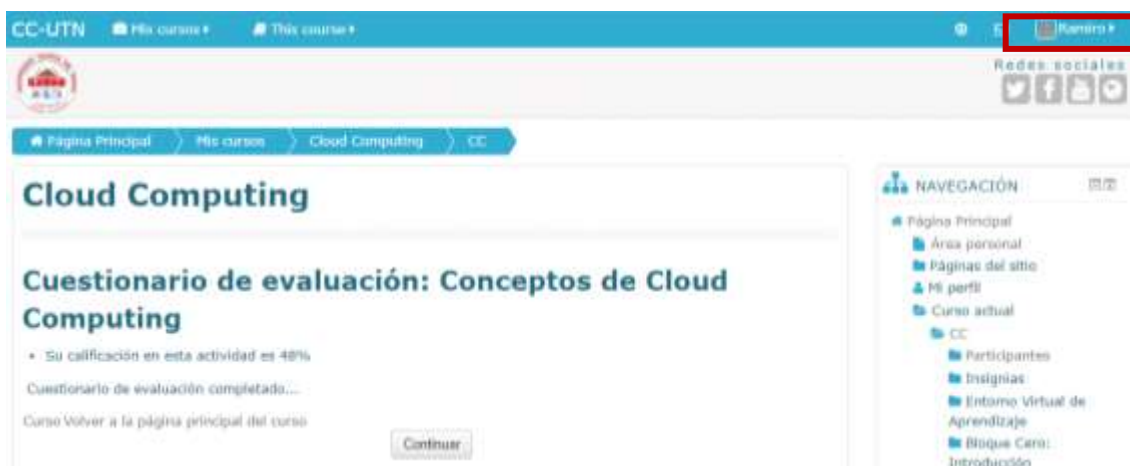 CC-UTN Mis cursos This course Ramiro
Redes sociales
Página Principal Mis cursos Cloud Computing CC
Cloud Computing
Cuestionario de evaluación: Conceptos de Cloud
Computing
Su calificación en esta actividad es 48%
Cuestionario de evaluación completado...
Curso Volver a la página principal del curso
Continuar
NAVEGACIÓN
Página Principal
Área personal
Páginas del sitio
Mi perfil
Curso actual
CC
Participantes
Insignias
Entorno Virtual de
Aprendizaje
Bloque Cero:
Introducción